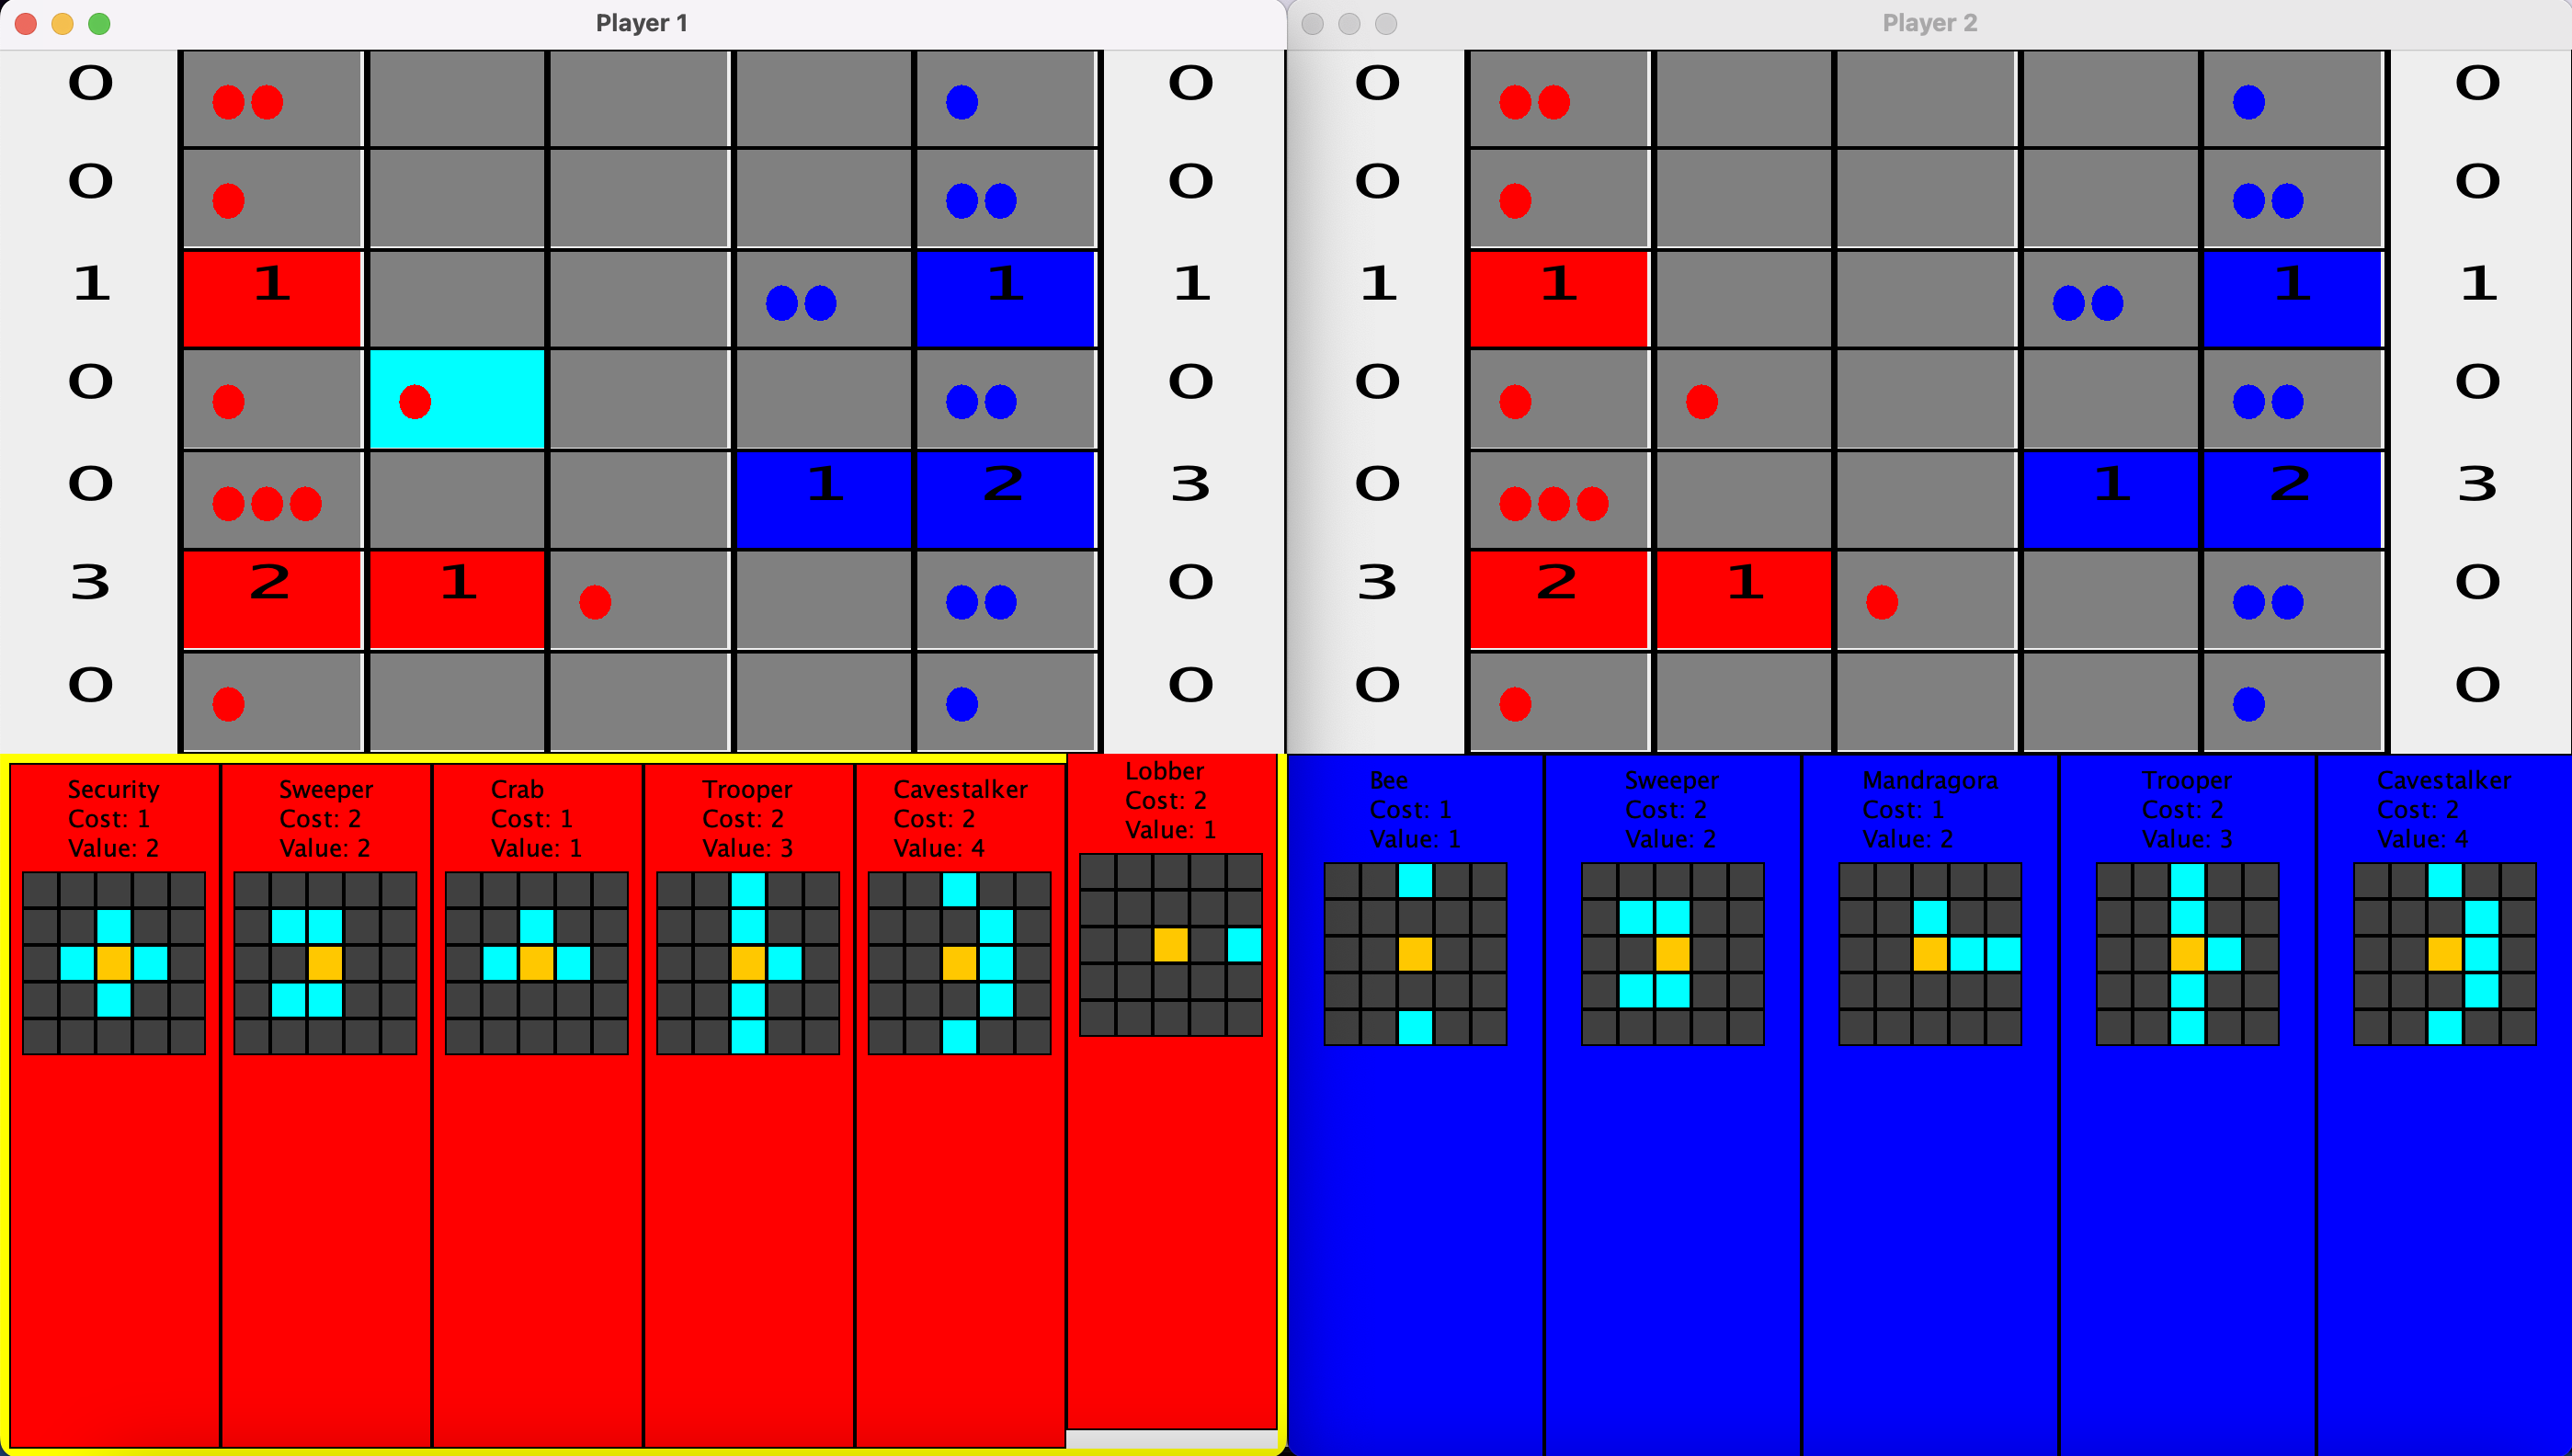 Player 1
0 0
0 0
1 1 1 1
0 0
0 1 2 3
3 2 1 0
0 0
Security
Cost: 1
Value: 2
Sweeper
Cost: 2
Value: 2
Crab
Cost: 1
Value: 1
Trooper
Cost: 2
Value: 3
Cavestalker
Cost: 2
Value: 4
Lobber
Cost: 2
Value: 1
Player 2
0 0
0 0
1 1 1 1
0 0
0 1 2 3
3 2 1 0
0 0
Bee
Cost: 1
Value: 1
Sweeper
Cost: 2
Value: 2
Mandragora
Cost: 1
Value: 2
Trooper
Cost: 2
Value: 3
Cavestalker
Cost: 2
Value: 4